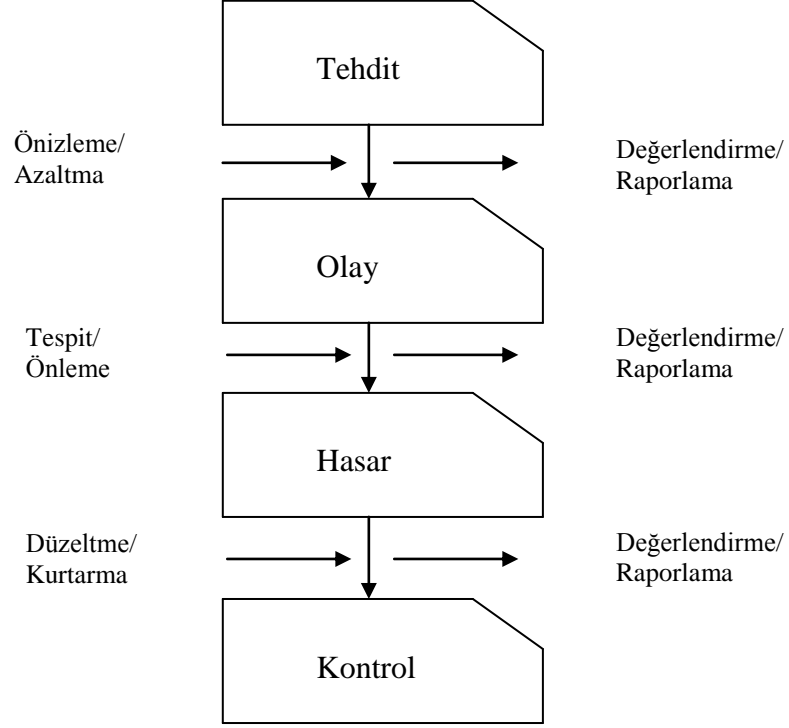 Tehdit
Önizleme/
Azaltma
Değerlendirme/
Raporlama
Olay
Tespit/
Önleme
Değerlendirme/
Raporlama
Hasar
Düzeltme/
Kurtarma
Değerlendirme/
Raporlama
Kontrol